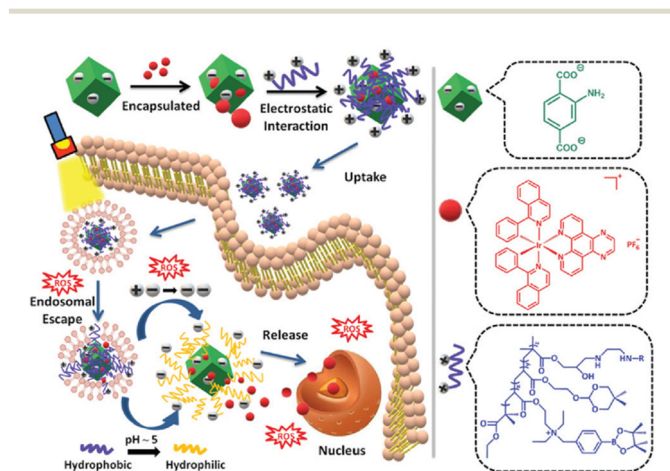 Encapsulated
Electrostatic
Interaction
Uptake
ROS
ROS
Endosomal
Escape
Release
ROS
ROS
Nucleus
pH ~ 5
Hydrophobic
Hydrophilic
COO⊖
NH₂
COO⊖
+
N
N
N
Ir
N
N
N
PF₆⁻
O
O
OH
H
N
H
N-R
O
O
O
O
O
O
O
O
O
N⁺
B
O
O